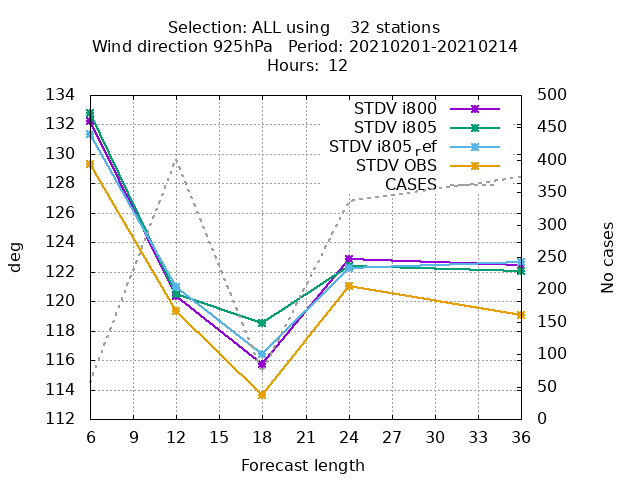 Selection: ALL using 32 stations
Wind direction 925hPa Period: 20210201-20210214
Hours: 12
STDV i800
STDV i805
STDV i805ref
STDV OBS
CASES
134
132
130
128
126
124
122
120
118
116
114
112
500
450
400
350
300
250
200
150
100
50
0
deg
No cases
6 9 12 15 18 21 24 27 30 33 36
Forecast length